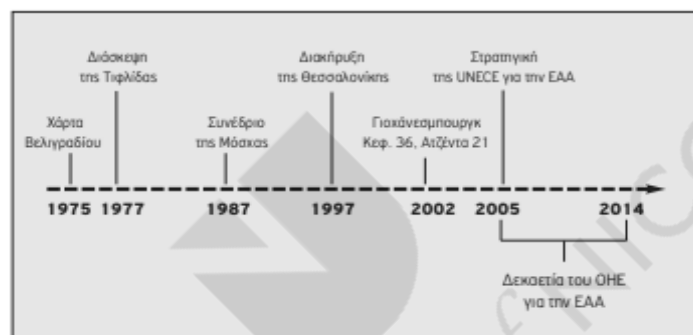 Διάσκεψη
της Τιφλίδας
Διακήρυξη
της Θεσσαλονίκης
Στρατηγική
της UNECE για την ΕΑΑ
Χάρτα
Βελιγραδίου
Συνέδριο
της Μόσχας
Γιοχάνεσμπουργκ
Κεφ. 36, Ατζέντα 21
1975 1977 1987 1997 2002 2005 2014
Δεκαετία του ΟΗΕ
για την ΕΑΑ